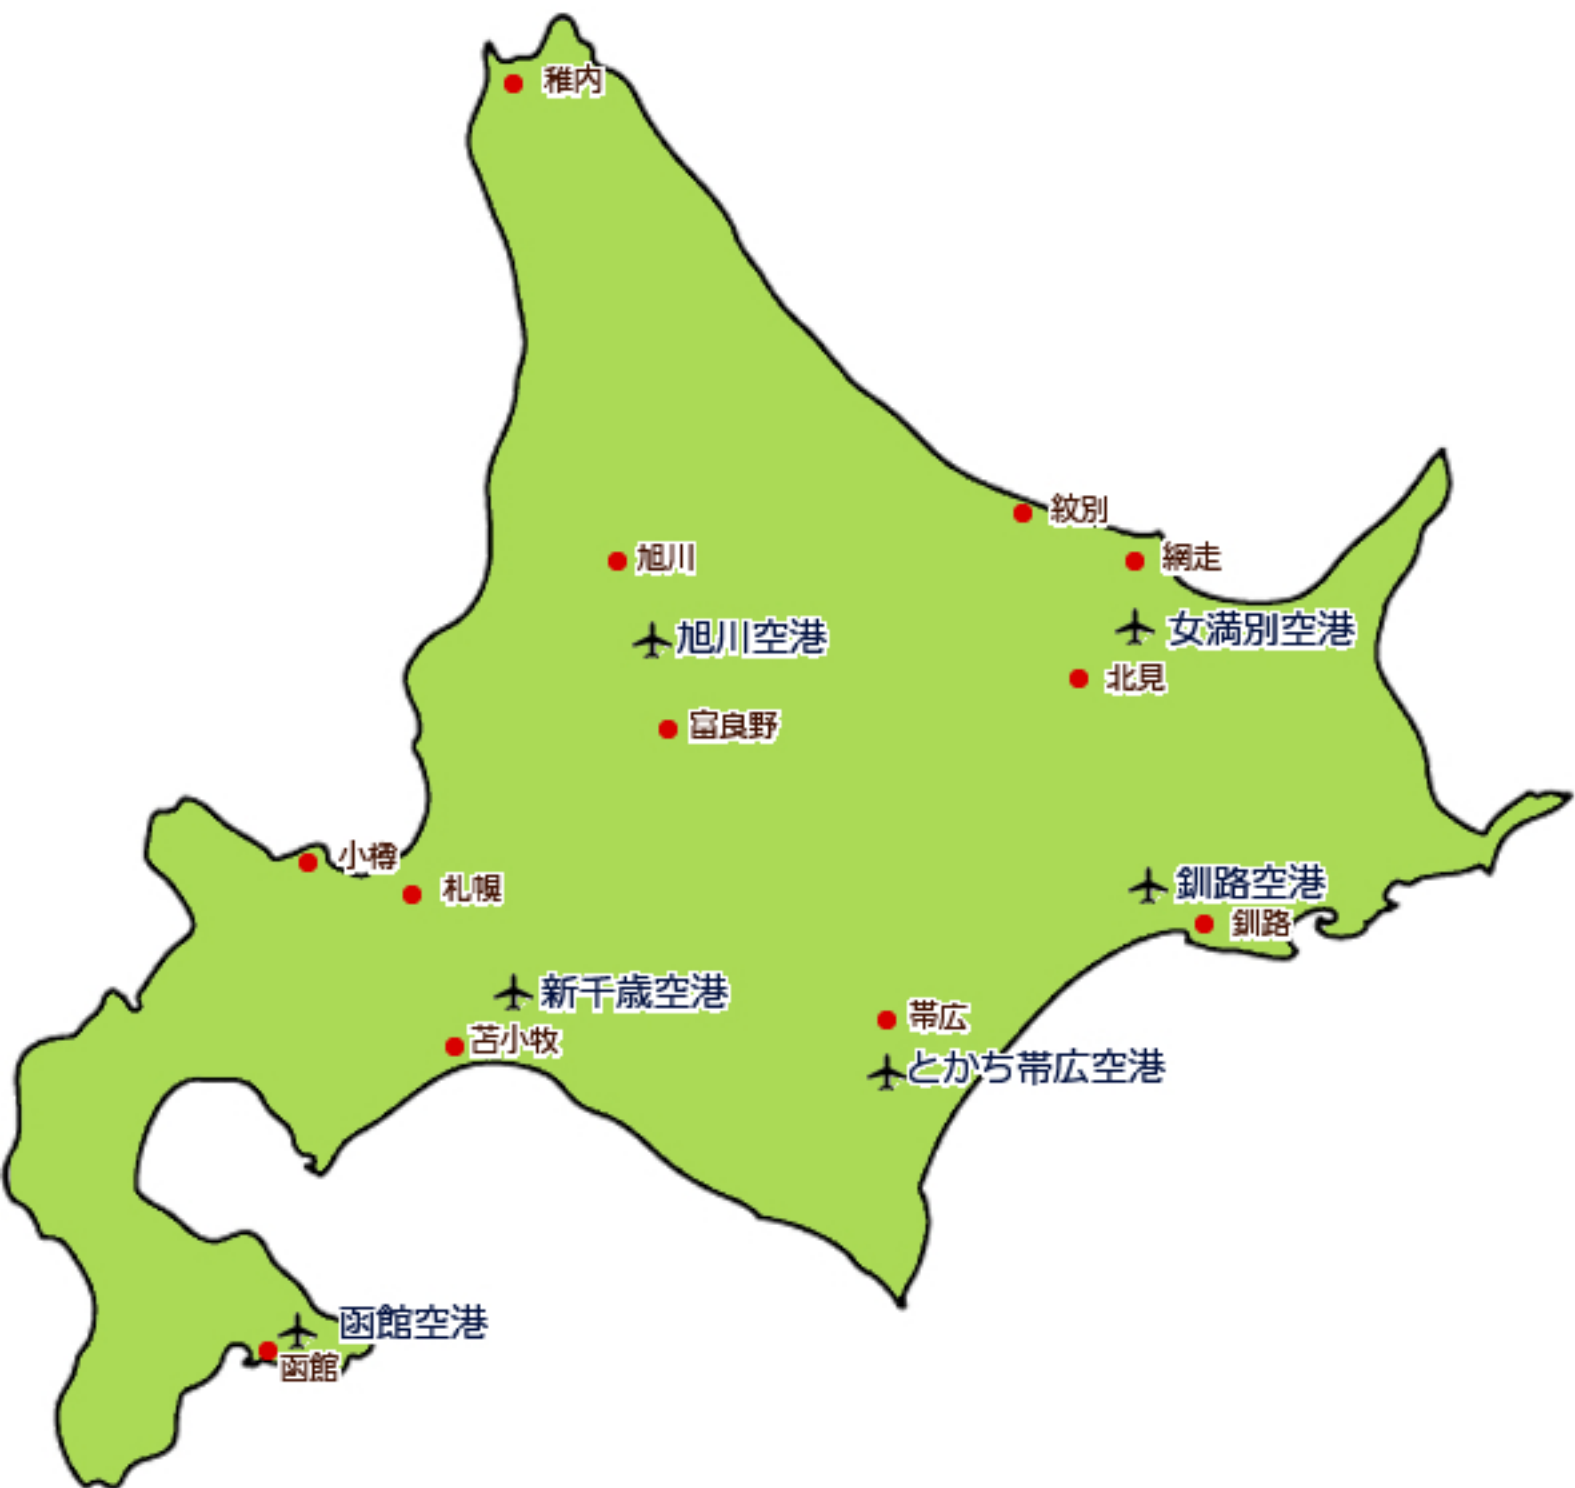 稚内
紋別
旭川
網走
旭川空港
女満別空港
北見
富良野
小樽
札幌
釧路空港
釧路
新千歳空港
帯広
苫小牧
とかち帯広空港
函館空港
函館